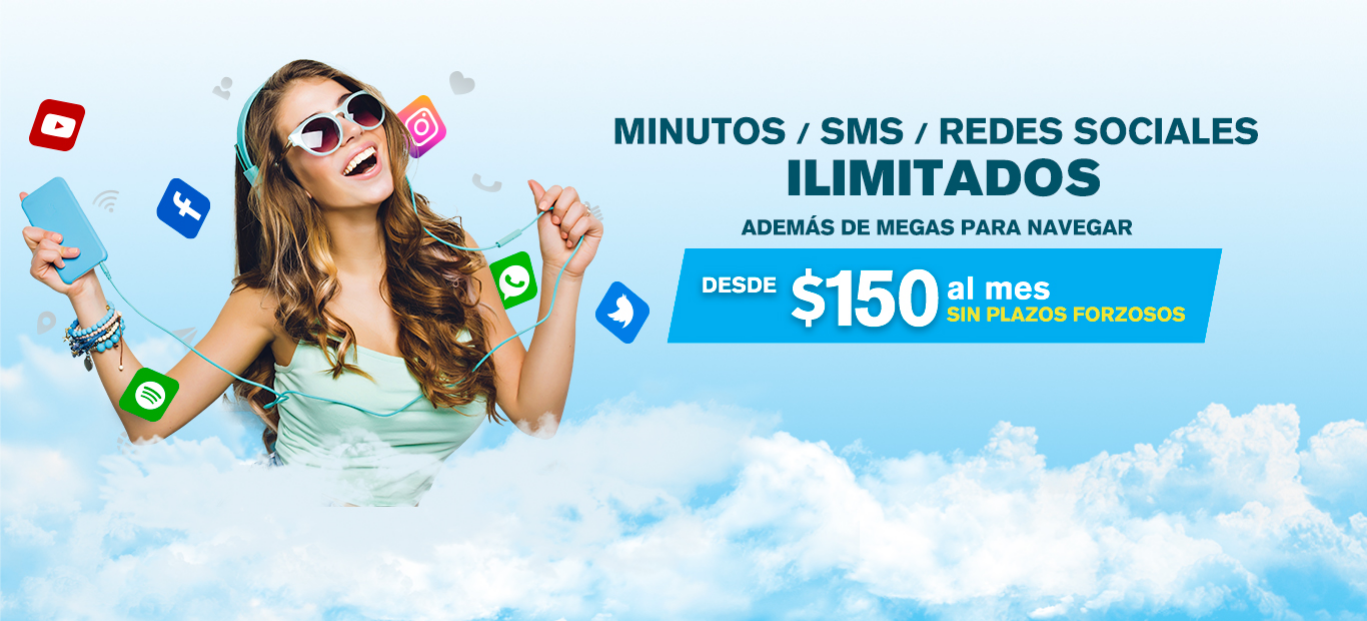 MINUTOS / SMS / REDES SOCIALES
ILIMITADOS
ADEMÁS DE MEGAS PARA NAVEGAR
DESDE $150 al mes
SIN PLAZOS FORZOSOS